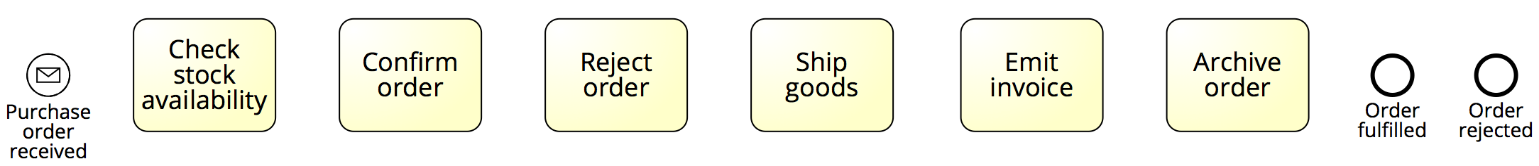 Purchase
order
received
Check
stock
availability
Confirm
order
Reject
order
Ship
goods
Emit
invoice
Archive
order
Order
fulfilled
Order
rejected